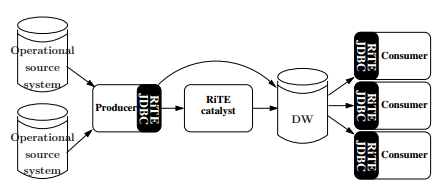 Operational
source
system
Operational
source
system
Producer
RiTE
JDBC
RiTE
catalyst
DW
RiTE
JDBC
Consumer
RiTE
JDBC
Consumer
RiTE
JDBC
Consumer